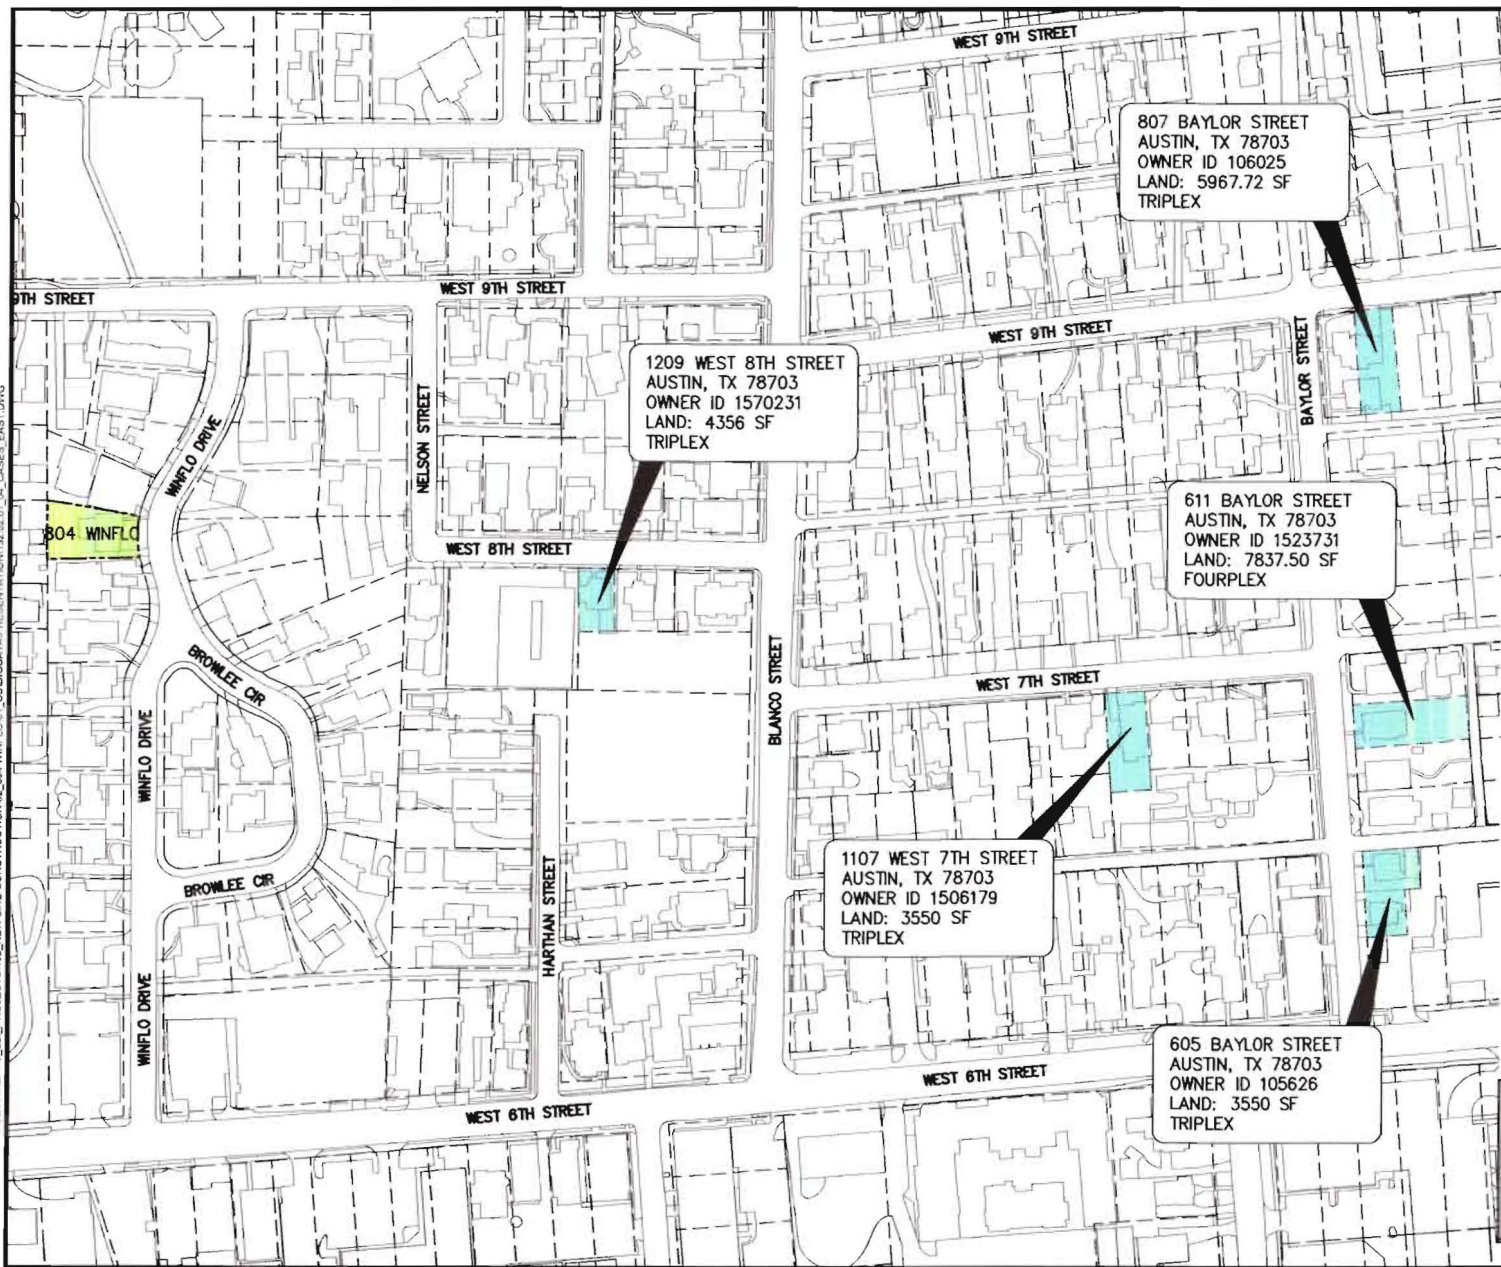 WEST 9TH STREET
807 BAYLOR STREET
AUSTIN, TX 78703
OWNER ID 106025
LAND: 5967.72 SF
TRIPLEX
9TH STREET
WEST 9TH STREET
WEST 9TH STREET
BAYLOR STREET
1209 WEST 8TH STREET
AUSTIN, TX 78703
OWNER ID 1570231
LAND: 4356 SF
TRIPLEX
NELSON STREET
WINFLO DRIVE
611 BAYLOR STREET
AUSTIN, TX 78703
OWNER ID 1523731
LAND: 7837.50 SF
FOURPLEX
804 WINFLO
WEST 8TH STREET
BROWLEE CIR
BLANCO STREET
WEST 7TH STREET
WINFLO DRIVE
1107 WEST 7TH STREET
AUSTIN, TX 78703
OWNER ID 1506179
LAND: 3550 SF
TRIPLEX
BROWLEE CIR
HARTHAN STREET
WINFLO DRIVE
605 BAYLOR STREET
AUSTIN, TX 78703
OWNER ID 105626
LAND: 3550 SF
TRIPLEX
WEST 6TH STREET
WEST 6TH STREET